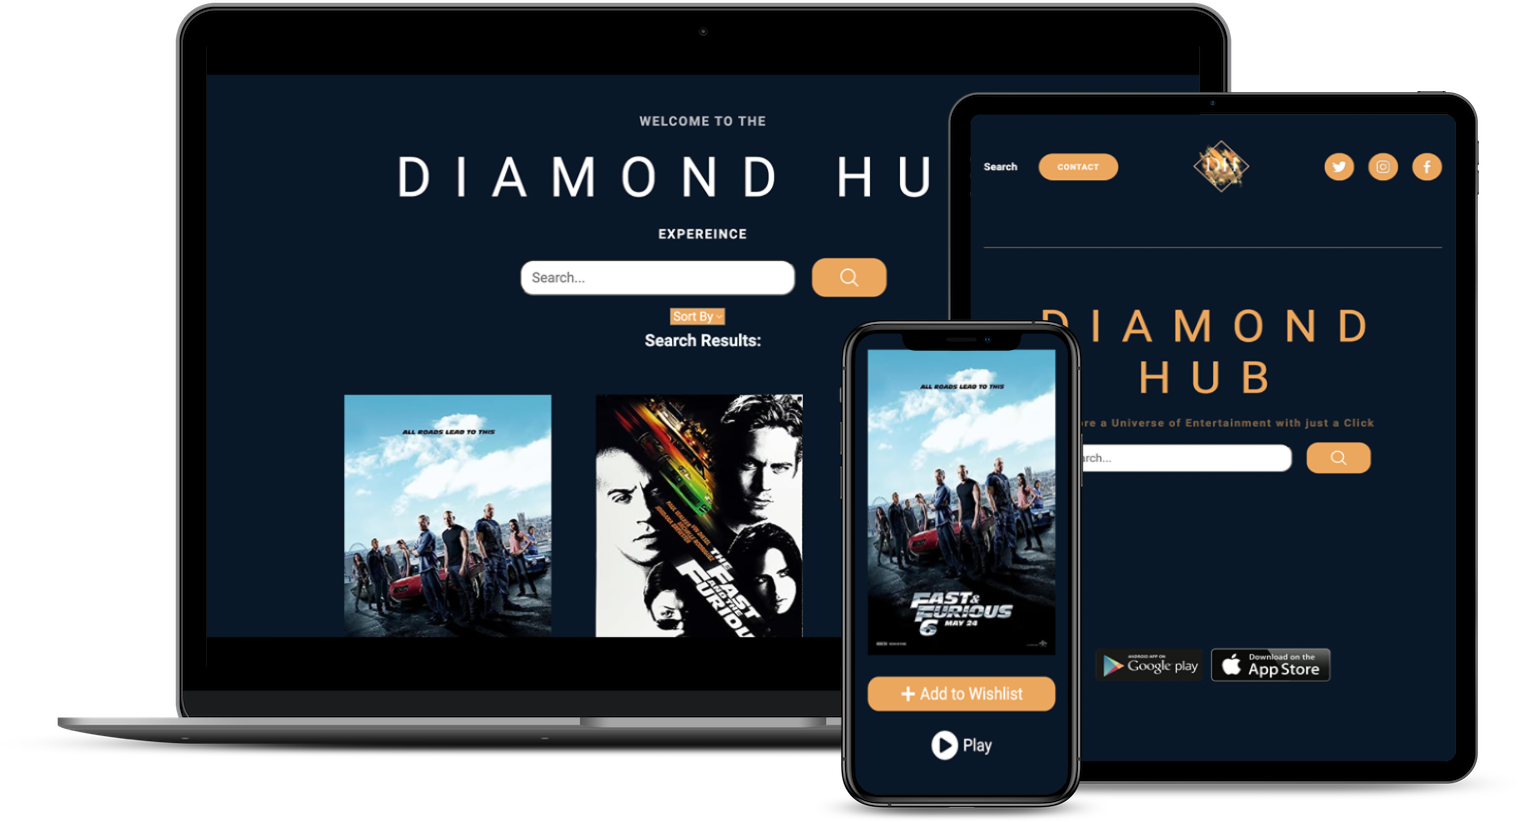 WELCOME TO THE
DIAMOND HU
EXPEREINCE
Search...
Sort By
Search Results:
ALL ROADS LEAD TO THIS
THE
FAST
AND THE
FURIOUS
Search
CONTACT
DH
DIAMOND
HUB
re a Universe of Entertainment with just a Click
rch...
ANDROID APP ON
Google play
Download on the
App Store
ALL ROADS LEAD TO THIS
FAST &
FURIOUS
6 MAY 24
+ Add to Wishlist
Play